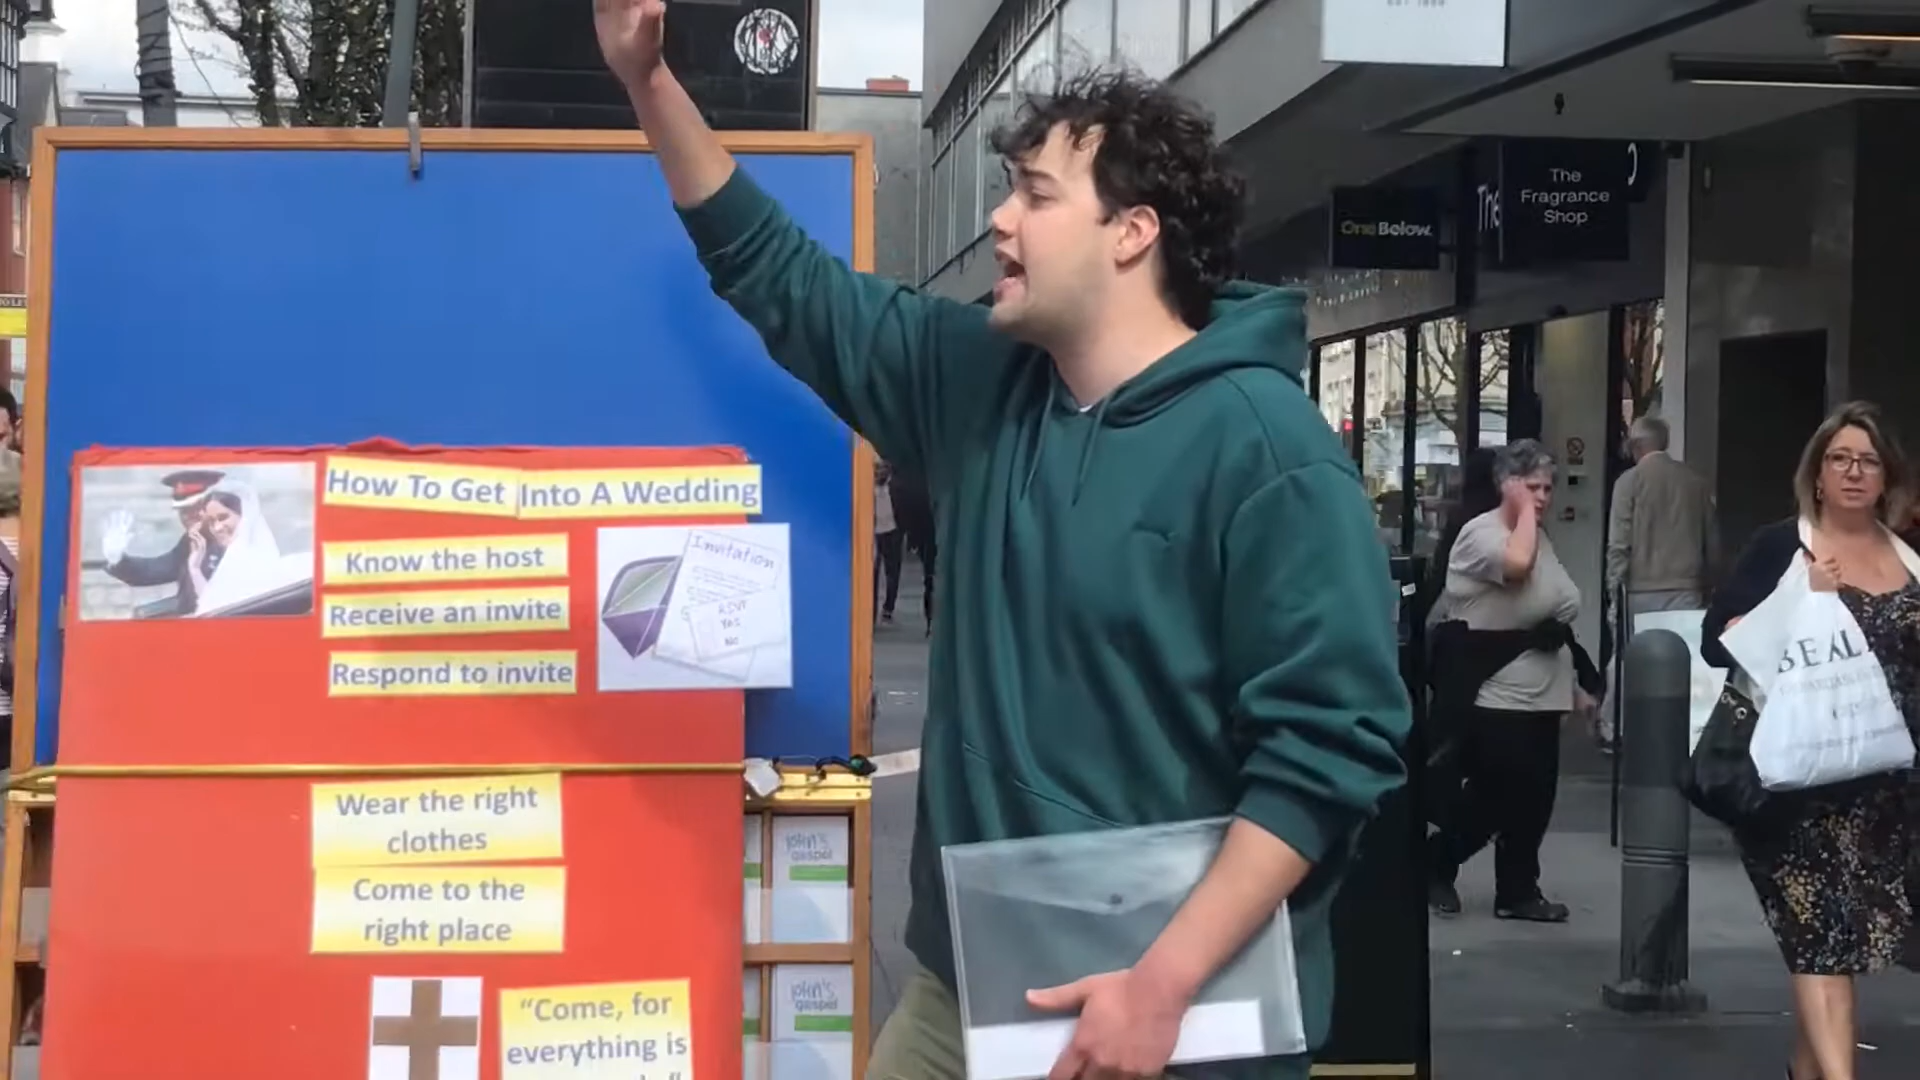 How To Get Into A Wedding
Know the host
Receive an invite
Respond to invite
Invitation
RSVP
YES
NO
Wear the right
clothes
Come to the
right place
"Come, for
everything is
john's
gospel
john's
gospel
OneBelow.
The
The
Fragrance
Shop
BEAL